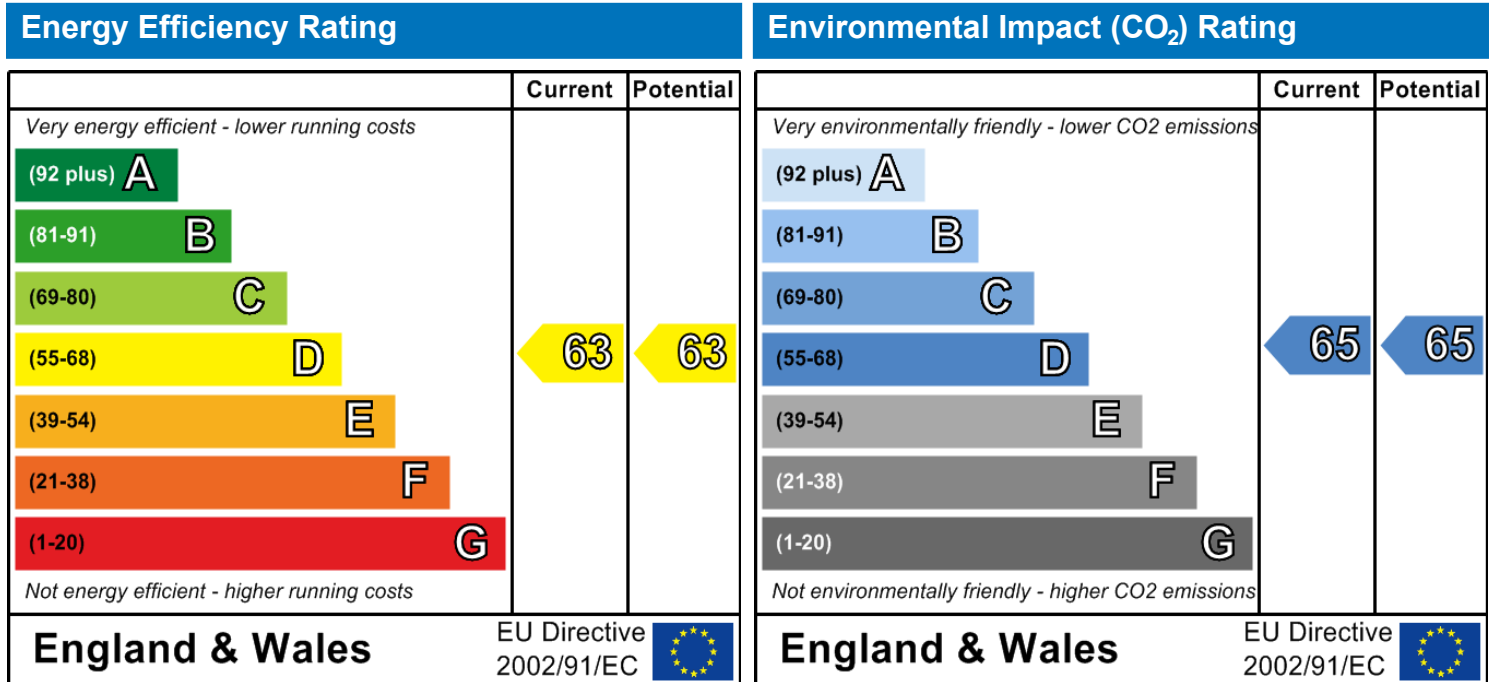 Energy Efficiency Rating
Current Potential
Very energy efficient - lower running costs
(92 plus) A
(81-91) B
(69-80) C
(55-68) D
63 63
(39-54) E
(21-38) F
(1-20) G
Not energy efficient - higher running costs
England & Wales
EU Directive
2002/91/EC
Environmental Impact (CO₂) Rating
Current Potential
Very environmentally friendly - lower CO2 emissions
(92 plus) A
(81-91) B
(69-80) C
(55-68) D
65 65
(39-54) E
(21-38) F
(1-20) G
Not environmentally friendly - higher CO2 emissions
England & Wales
EU Directive
2002/91/EC